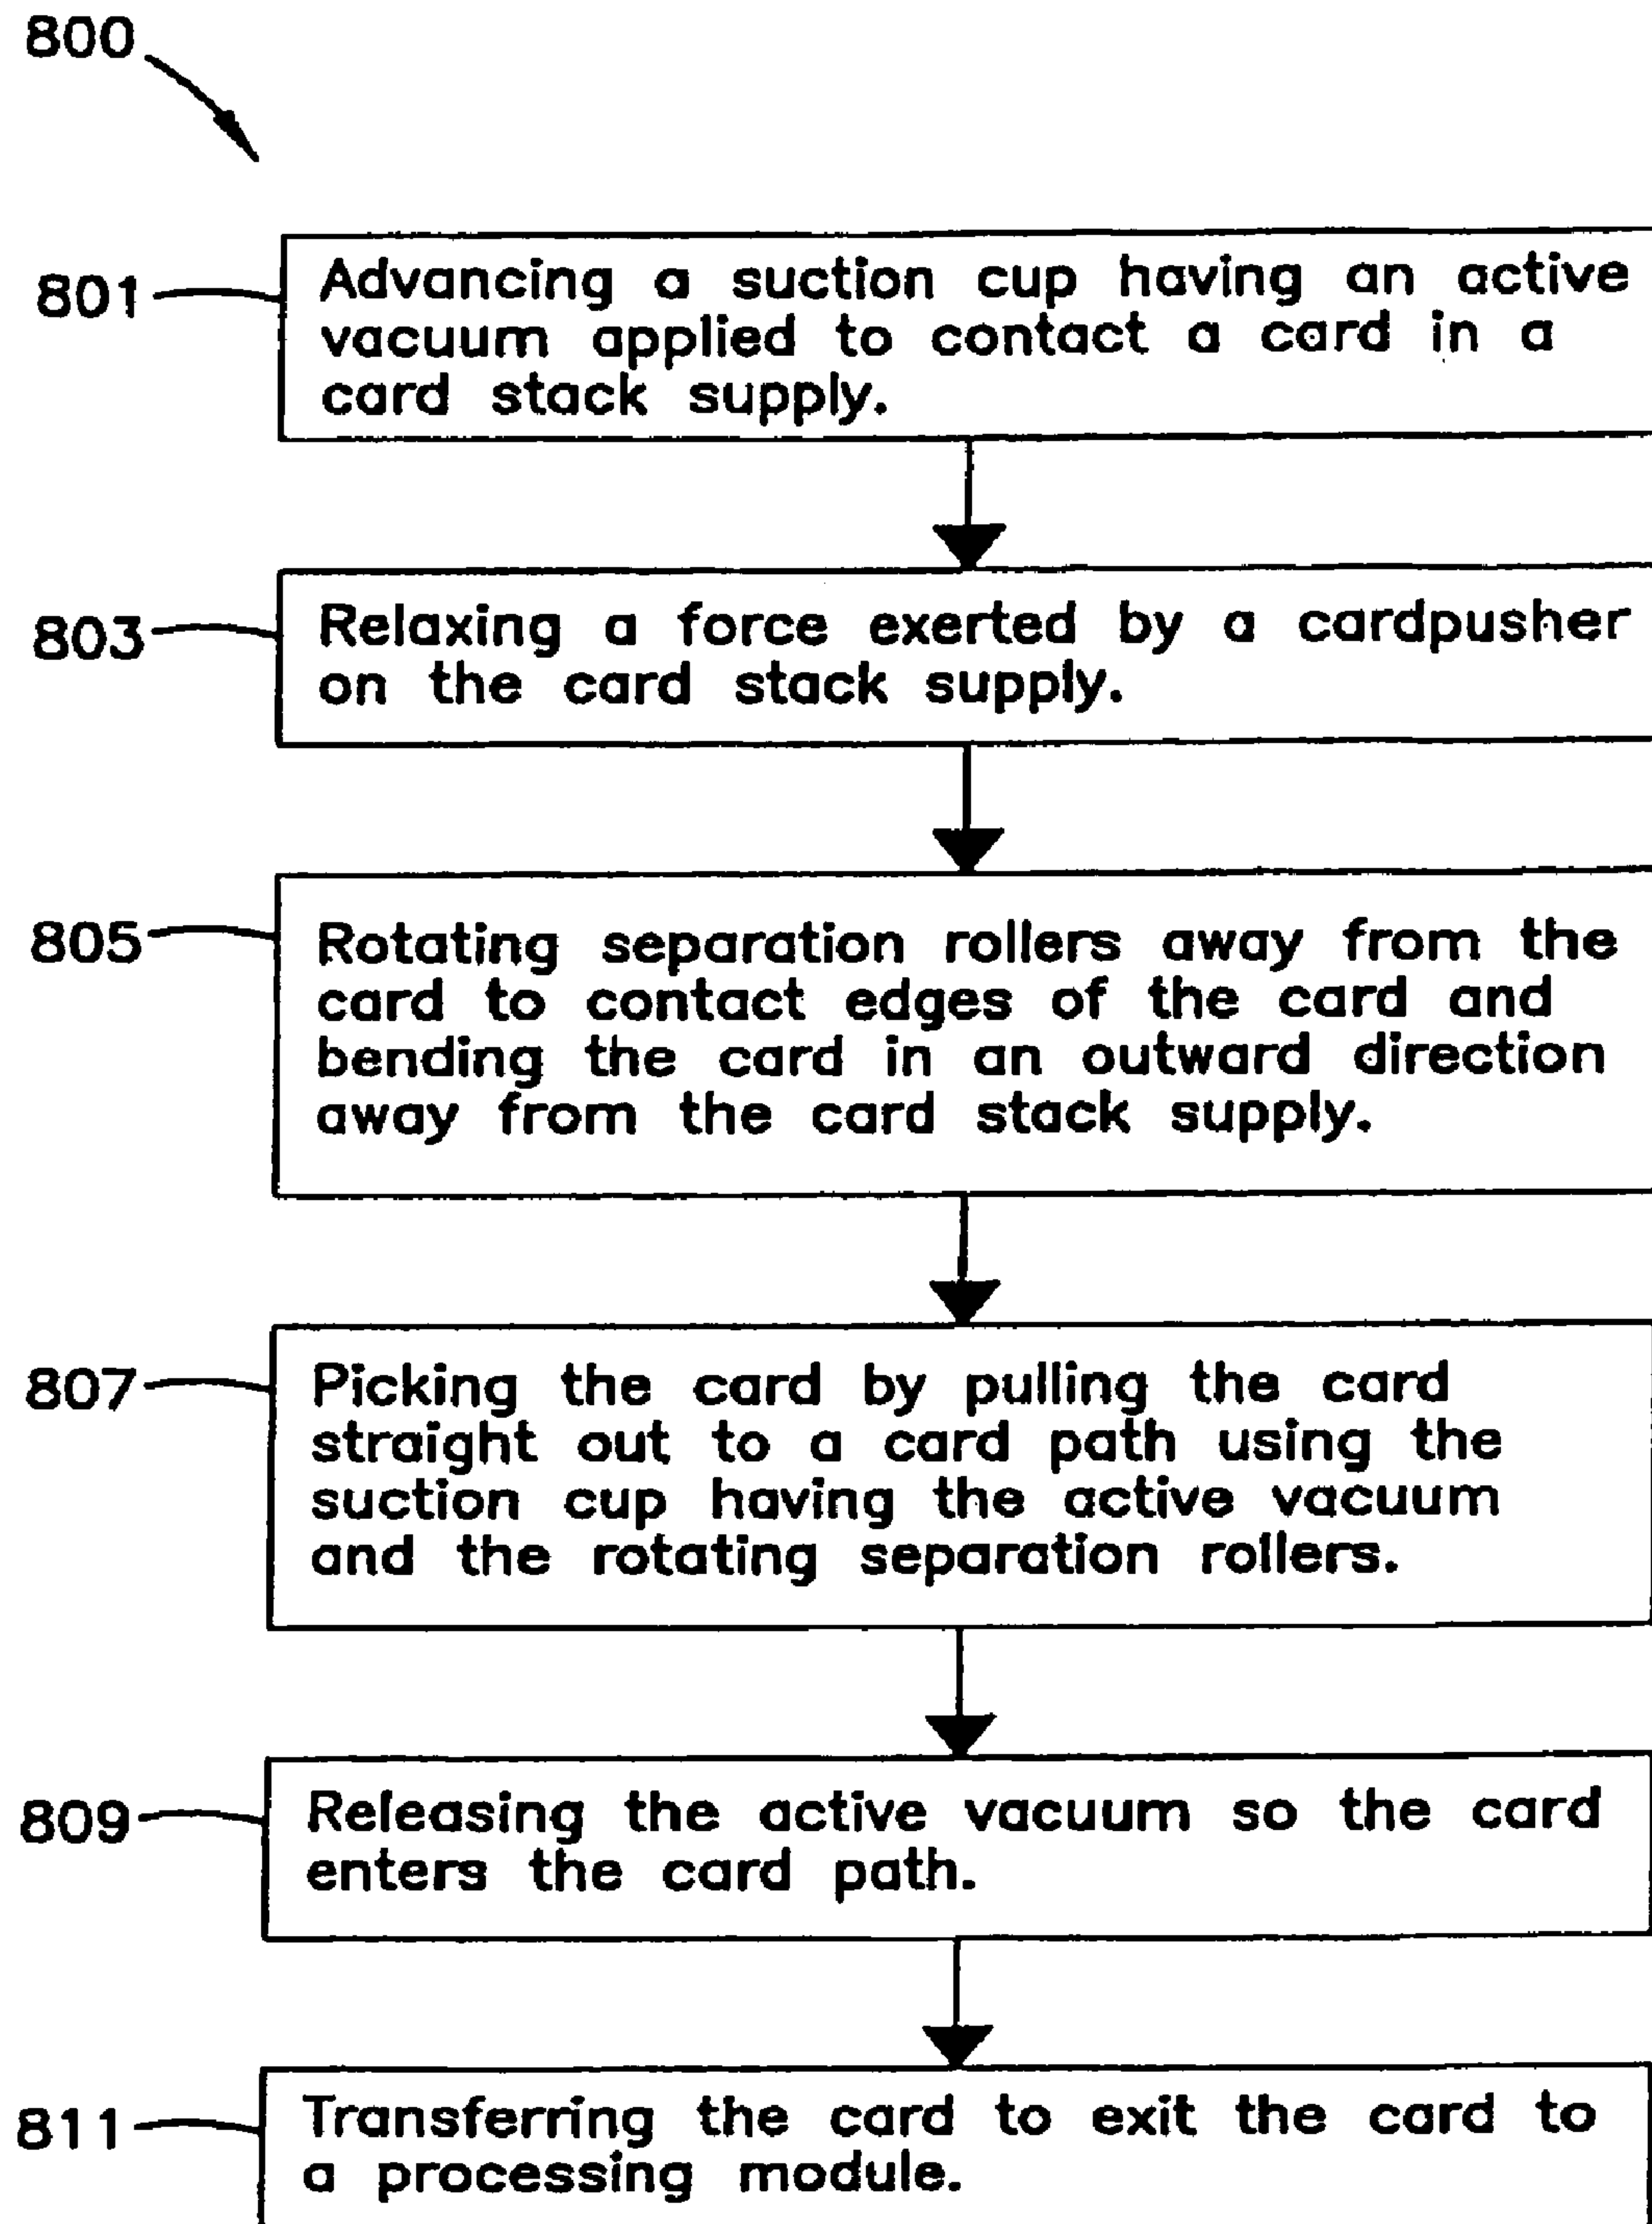 800
801
Advancing a suction cup having an active
vacuum applied to contact a card in a
card stack supply.
803
Relaxing a force exerted by a cardpusher
on the card stack supply.
805
Rotating separation rollers away from the
card to contact edges of the card and
bending the card in an outward direction
away from the card stack supply.
807
Picking the card by pulling the card
straight out to a card path using the
suction cup having the active vacuum
and the rotating separation rollers.
809
Releasing the active vacuum so the card
enters the card path.
811
Transferring the card to exit the card to
a processing module.